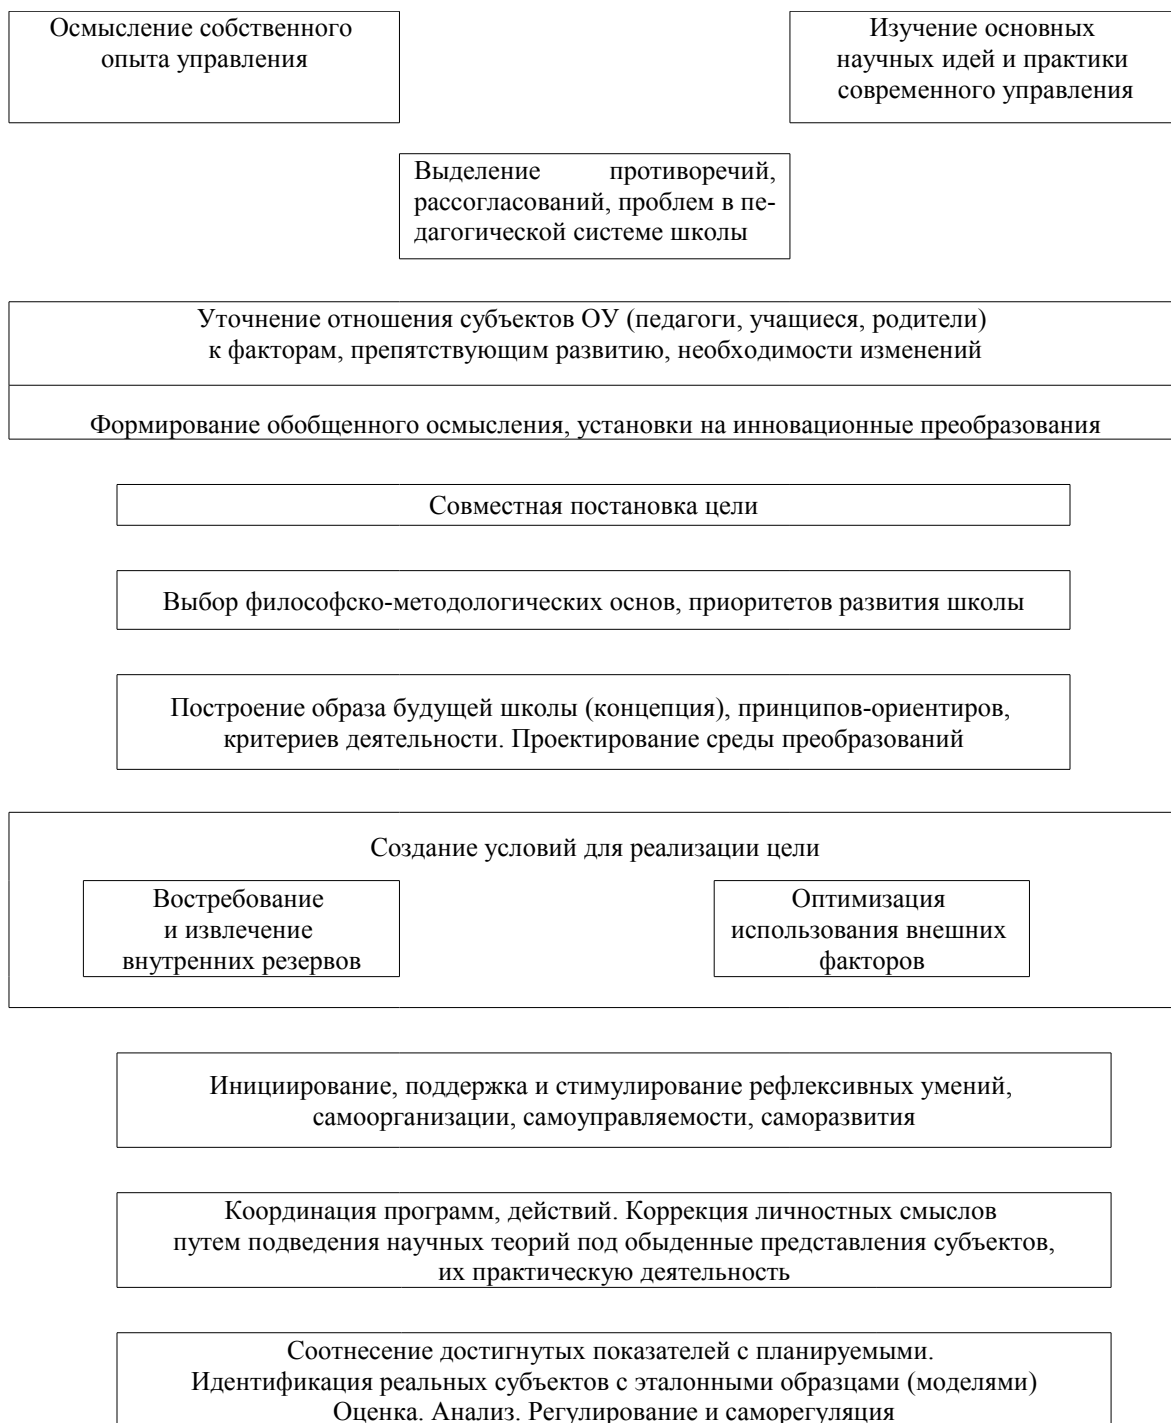 Осмысление собственного
опыта управления
Изучение основных
научных идей и практики
современного управления
Выделение противоречий,
рассогласований, проблем в пе-
дагогической системе школы
Уточнение отношения субъектов ОУ (педагоги, учащиеся, родители)
к факторам, препятствующим развитию, необходимости изменений
Формирование обобщенного осмысления, установки на инновационные преобразования
Совместная постановка цели
Выбор философско-методологических основ, приоритетов развития школы
Построение образа будущей школы (концепция), принципов-ориентиров,
критериев деятельности. Проектирование среды преобразований
Создание условий для реализации цели
Востребование
и извлечение
внутренних резервов
Оптимизация
использования внешних
факторов
Инициирование, поддержка и стимулирование рефлексивных умений,
самоорганизации, самоуправляемости, саморазвития
Координация программ, действий. Коррекция личностных смыслов
путем подведения научных теорий под обыденные представления субъектов,
их практическую деятельность
Соотнесение достигнутых показателей с планируемыми.
Идентификация реальных субъектов с эталонными образцами (моделями)
Оценка. Анализ. Регулирование и саморегуляция